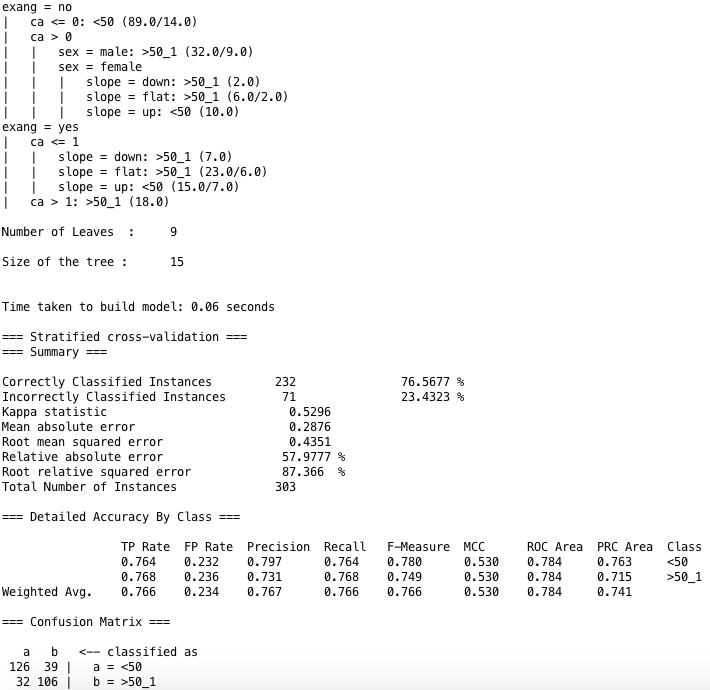 exang = no
|   ca <= 0: <50 (89.0/14.0)
|   ca > 0
|   |   sex = male: >50_1 (32.0/9.0)
|   |   sex = female
|   |   |   slope = down: >50_1 (2.0)
|   |   |   slope = flat: >50_1 (6.0/2.0)
|   |   |   slope = up: <50 (10.0)
exang = yes
|   ca <= 1
|   |   slope = down: >50_1 (7.0)
|   |   slope = flat: >50_1 (23.0/6.0)
|   |   slope = up: <50 (15.0/7.0)
|   ca > 1: >50_1 (18.0)
Number of Leaves  :     9
Size of the tree :      15
Time taken to build model: 0.06 seconds
=== Stratified cross-validation ===
=== Summary ===
Correctly Classified Instances         232               76.5677 %
Incorrectly Classified Instances        71               23.4323 %
Kappa statistic                          0.5296
Mean absolute error                      0.2876
Root mean squared error                  0.4351
Relative absolute error                 57.9777 %
Root relative squared error             87.366  %
Total Number of Instances              303
=== Detailed Accuracy By Class ===
                 TP Rate  FP Rate  Precision  Recall   F-Measure  MCC      ROC Area  PRC Area  Class
                 0.764    0.232    0.797      0.764    0.780      0.530    0.784     0.763     <50
                 0.768    0.236    0.731      0.768    0.749      0.530    0.784     0.715     >50_1
Weighted Avg.    0.766    0.234    0.767      0.766    0.766      0.530    0.784     0.741
=== Confusion Matrix ===
   a   b   <-- classified as
 126  39 |   a = <50
  32 106 |   b = >50_1